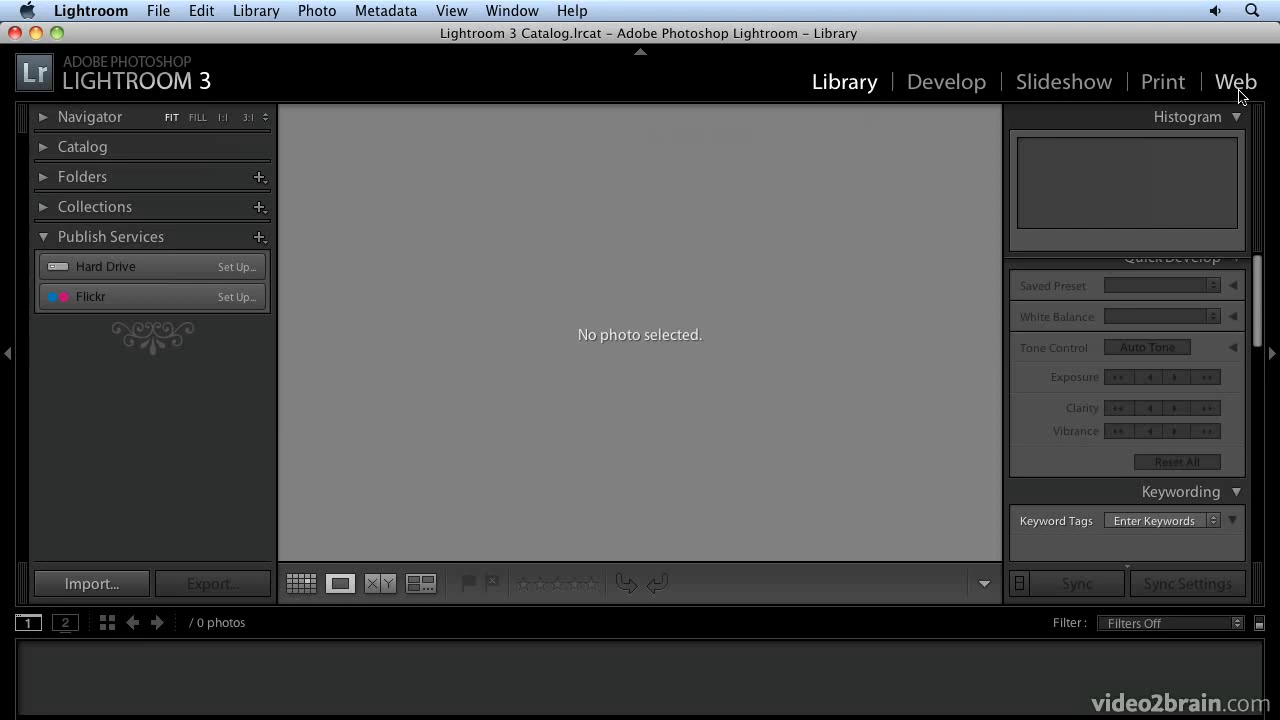 Lightroom File Edit Library Photo Metadata View Window Help
Lightroom 3 Catalog.lrcat – Adobe Photoshop Lightroom – Library
Lr ADOBE PHOTOSHOP
LIGHTROOM 3
Library | Develop | Slideshow | Print | Web
Navigator FIT FILL 1:1 3:1
Catalog
Folders
Collections
Publish Services
Hard Drive Set Up...
Flickr Set Up...
Import... Export...
No photo selected.
X Y
Histogram
Quick Develop
Saved Preset
White Balance
Tone Control Auto Tone
Exposure
Clarity
Vibrance
Reset All
Keywording
Keyword Tags Enter Keywords
Sync Sync Settings
1 2 / 0 photos Filter : Filters Off
video2brain.com